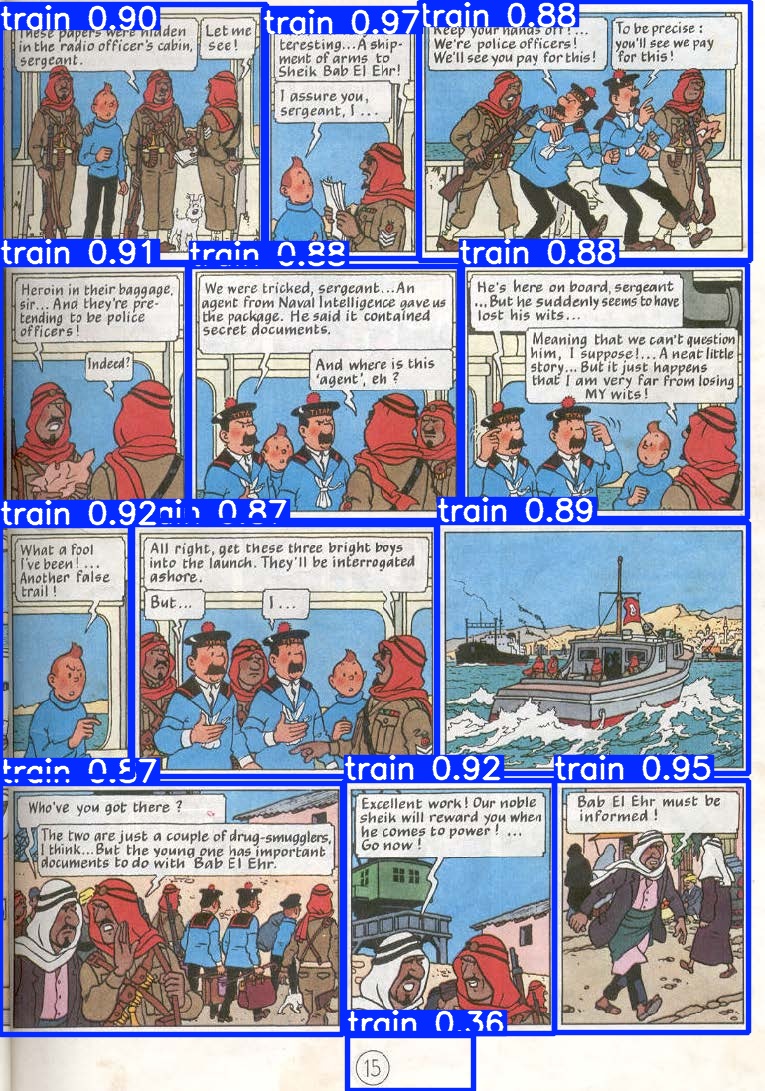 train 0.90
These papers were hidden
in the radio officer's cabin,
sergeant.
Let me
see!
train 0.97
teresting...A ship-
ment of arms to
Sheik Bab El Ehr!
I assure you,
sergeant, I ...
train 0.88
Keep your hands off!...
We're police officers!
We'll see you pay for this!
To be precise:
you'll see we pay
for this!
train 0.91
Heroin in their baggage,
sir... And they're pre-
tending to be police
officers!
Indeed?
train 0.88
We were tricked, sergeant...An
agent from Naval Intelligence gave us
the package. He said it contained
secret documents.
And where is this
'agent', eh ?
TITAN
train 0.88
He's here on board, sergeant
...But he suddenly seems to have
lost his wits...
Meaning that we can't question
him, I suppose!... A neat little
story... But it just happens
that I am very far from losing
MY wits!
train 0.92
What a fool
I've been! ...
Another false
trail !
ain 0.87
All right, get these three bright boys
into the launch. They'll be interrogated
ashore.
But...
I ...
train 0.89
train 0.87
Who've you got there ?
The two are just a couple of drug-smugglers,
I think...But the young one has important
documents to do with Bab El Ehr.
train 0.92
Excellent work! Our noble
sheik will reward you when
he comes to power! ...
Go now !
train 0.95
Bab El Ehr must be
informed !
train 0.36
15